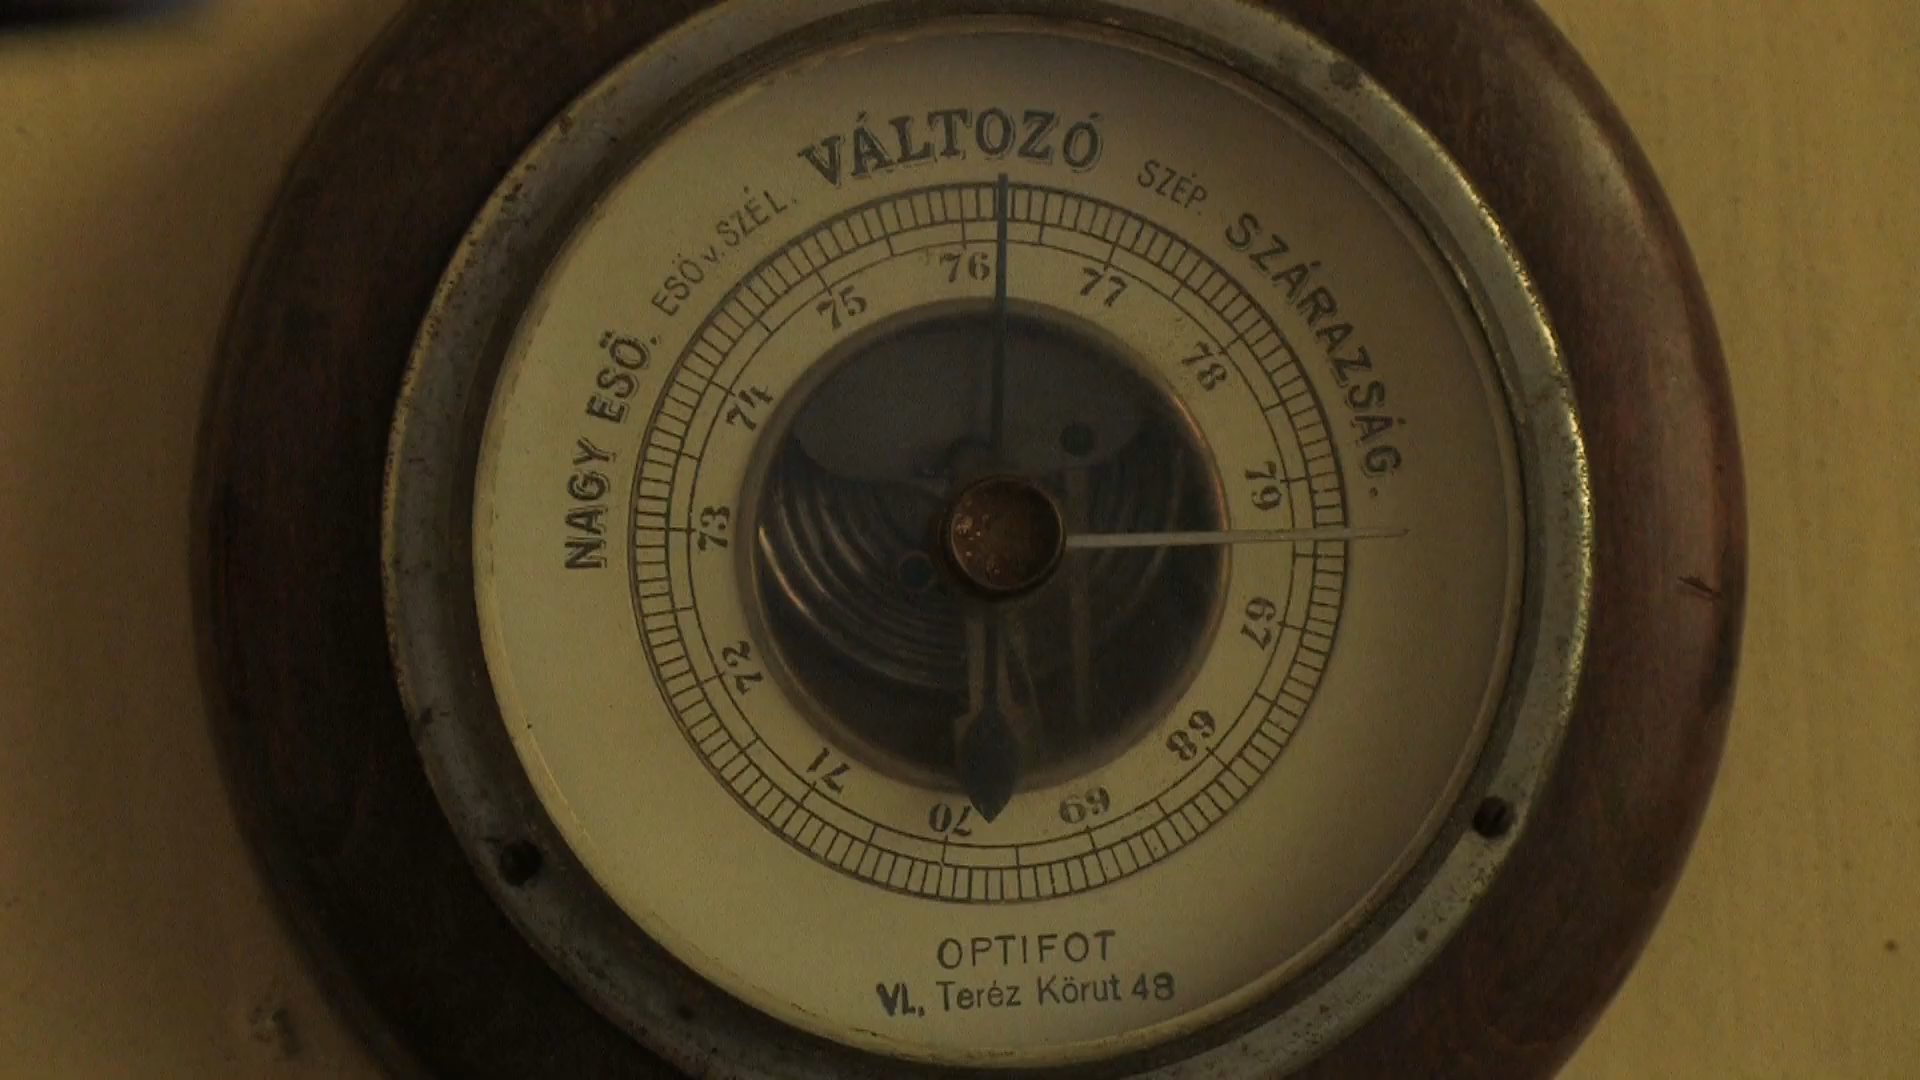 VÁLTOZÓ
ESŐ v. SZÉL.
SZÉP.
NAGY ESŐ.
SZÁRAZSÁG.
67
68
69
70
71
72
73
74
75
76
77
78
79
OPTIFOT
VI, Teréz Körut 48